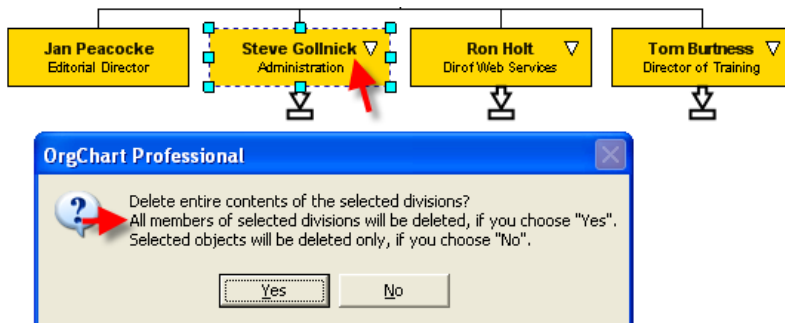 Jan Peacocke
Editorial Director
Steve Gollnick
Administration
Ron Holt
Dirof Web Services
Tom Burtness
Director of Training
OrgChart Professional
Delete entire contents of the selected divisions?
All members of selected divisions will be deleted, if you choose "Yes".
Selected objects will be deleted only, if you choose "No".
Yes
No